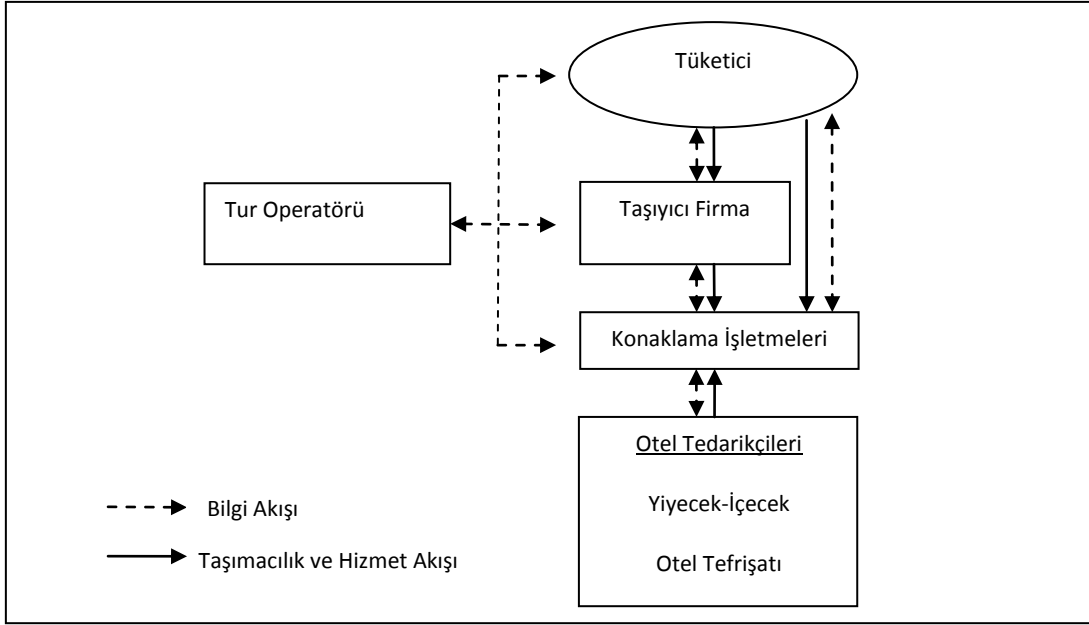 Tüketici
Tur Operatörü
Taşıyıcı Firma
Konaklama İşletmeleri
Otel Tedarikçileri
Yiyecek-İçecek
Otel Tefrişatı
Bilgi Akışı
Taşımacılık ve Hizmet Akışı